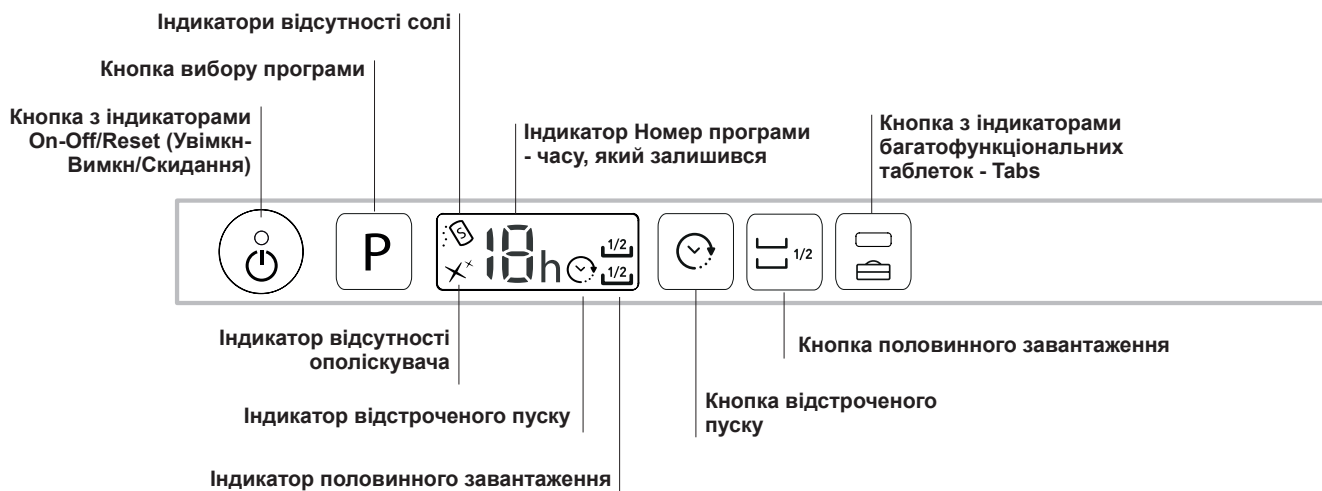 Індикатори відсутності солі
Кнопка вибору програми
Кнопка з індикаторами
On-Off/Reset (Увімкн-
Вимкн/Скидання)
Індикатор Номер програми
- часу, який залишився
Кнопка з індикаторами
багатофункціональних
таблеток - Tabs
P
S
18h
1/2
1/2
1/2
Індикатор відсутності
ополіскувача
Кнопка половинного завантаження
Індикатор відстроченого пуску
Кнопка відстроченого
пуску
Індикатор половинного завантаження